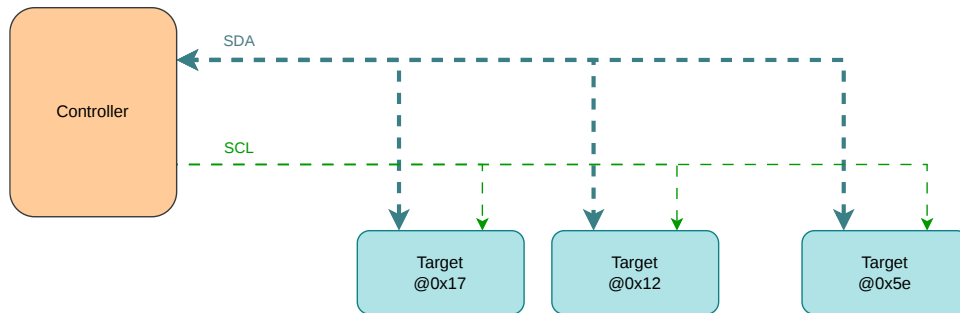 SDA
Controller
SCL
Target
@0x17
Target
@0x12
Target
@0x5e